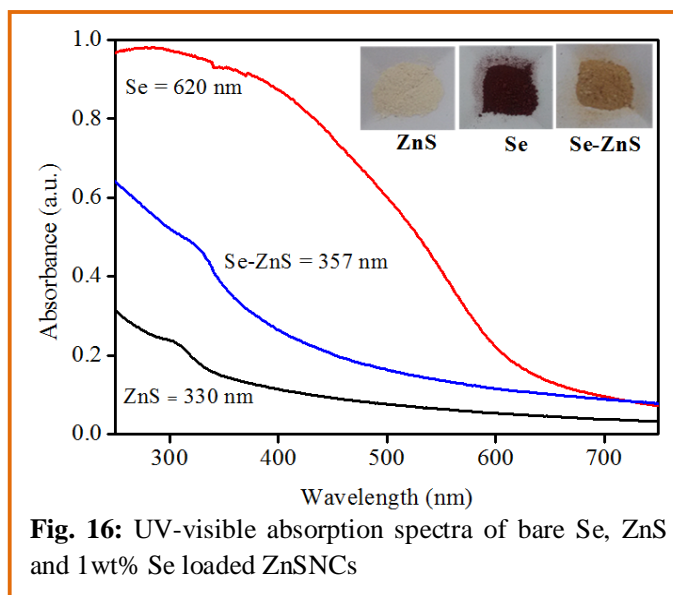 1.0
Se = 620 nm
0.8
ZnS Se Se-ZnS
0.6
Se-ZnS = 357 nm
0.4
0.2
ZnS = 330 nm
0.0
300 400 500 600 700
Absorbance (a.u.)
Wavelength (nm)
Fig. 16: UV-visible absorption spectra of bare Se, ZnS
and 1wt% Se loaded ZnSNCs